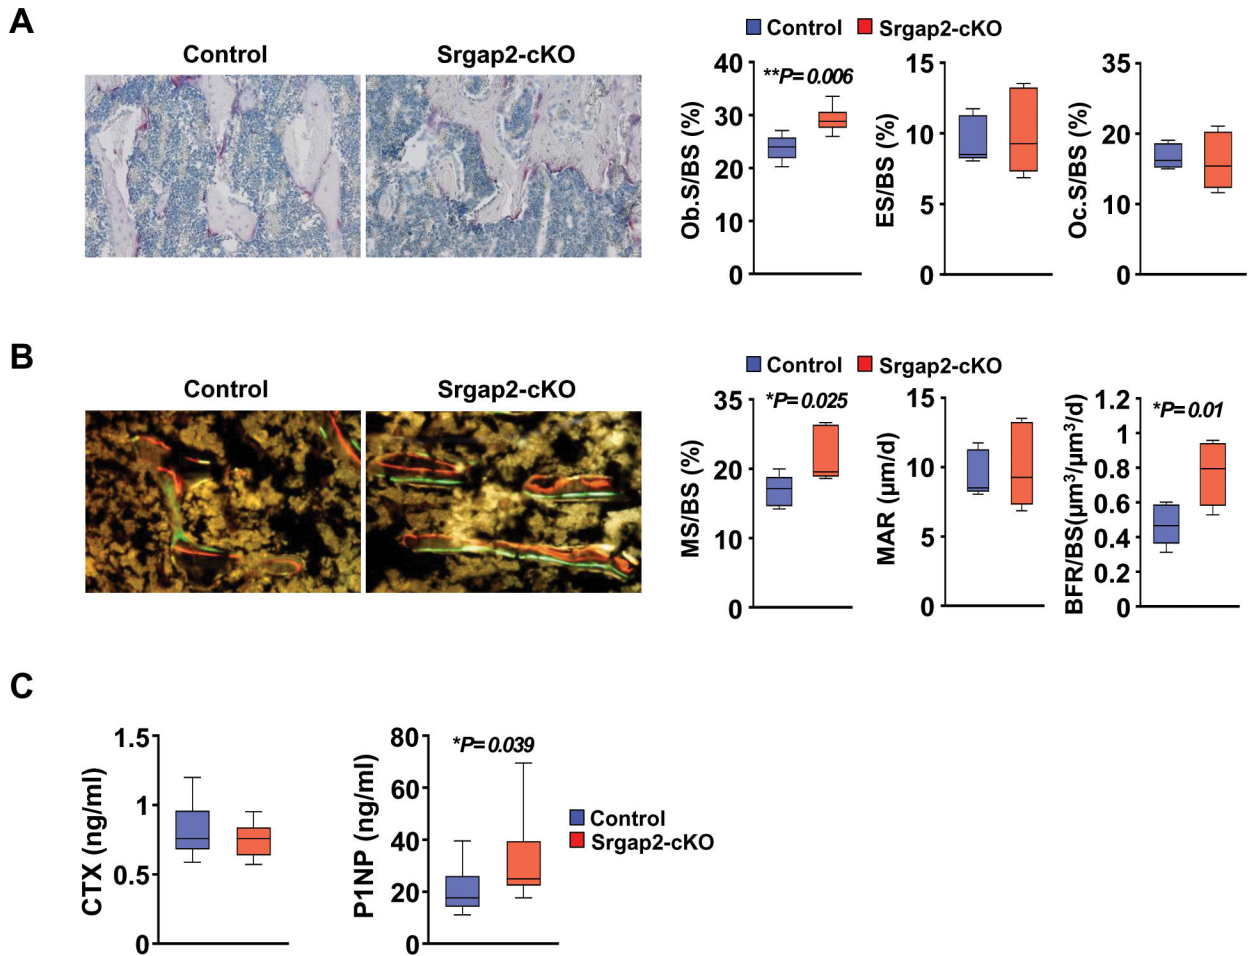 A
Control
Srgap2-cKO
Control Srgap2-cKO
Ob.S/BS (%)
40
30
20
10
0
**P=0.006
ES/BS (%)
15
10
5
0
Oc.S/BS (%)
35
20
10
0
B
Control
Srgap2-cKO
Control Srgap2-cKO
MS/BS (%)
35
20
10
0
*P=0.025
MAR (µm/d)
15
10
5
0
BFR/BS(µm³/µm³/d)
1.2
1
0.8
0.6
0.4
0.2
0
*P=0.01
C
CTX (ng/ml)
1.5
1
0.5
0
P1NP (ng/ml)
80
60
40
20
0
*P=0.039
Control
Srgap2-cKO